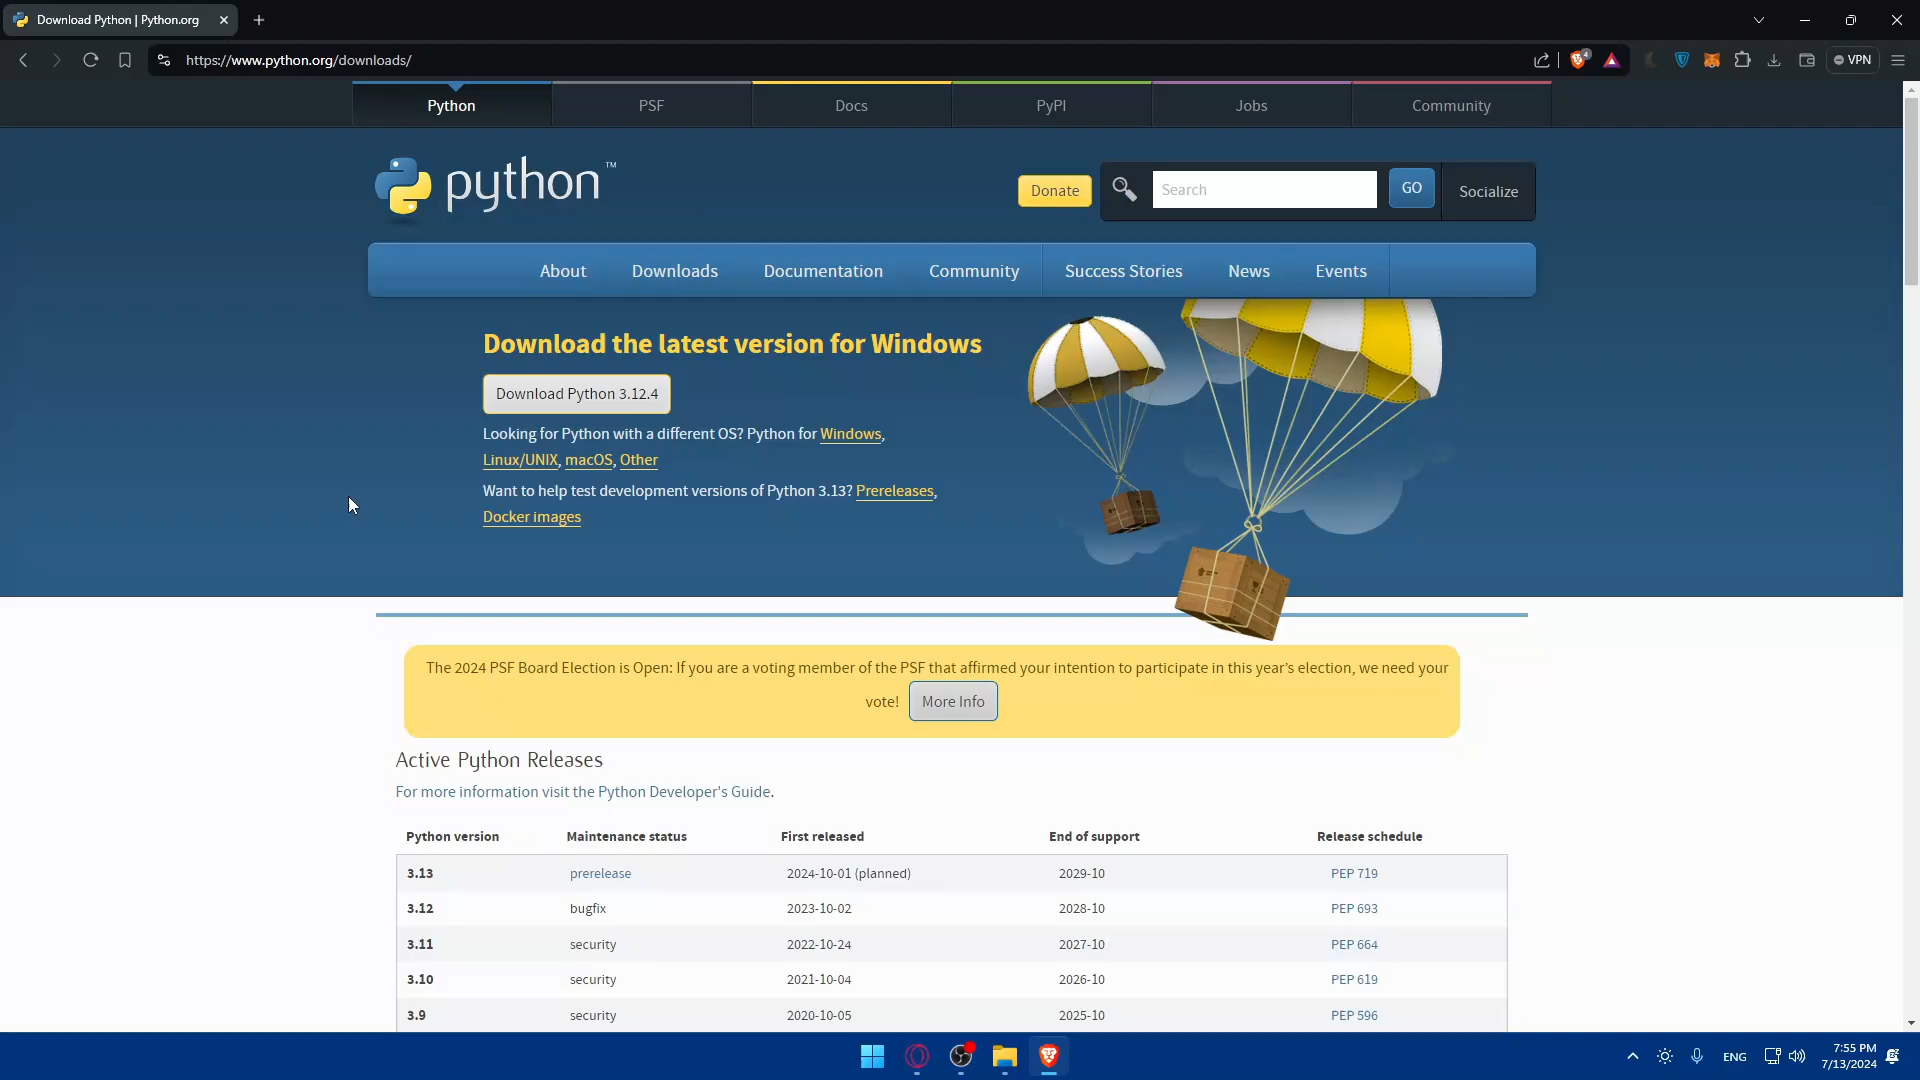 Download Python | Python.org
https://www.python.org/downloads/
4
VPN
Python
PSF
Docs
PyPI
Jobs
Community
python™
Donate
Search
GO
Socialize
About
Downloads
Documentation
Community
Success Stories
News
Events
Download the latest version for Windows
Download Python 3.12.4
Looking for Python with a different OS? Python for Windows,
Linux/UNIX, macOS, Other
Want to help test development versions of Python 3.13? Prereleases,
Docker images
The 2024 PSF Board Election is Open: If you are a voting member of the PSF that affirmed your intention to participate in this year's election, we need your
vote! More Info
Active Python Releases
For more information visit the Python Developer's Guide.
Python version Maintenance status First released End of support Release schedule
3.13 prerelease 2024-10-01 (planned) 2029-10 PEP 719
3.12 bugfix 2023-10-02 2028-10 PEP 693
3.11 security 2022-10-24 2027-10 PEP 664
3.10 security 2021-10-04 2026-10 PEP 619
3.9 security 2020-10-05 2025-10 PEP 596
ENG
7:55 PM
7/13/2024